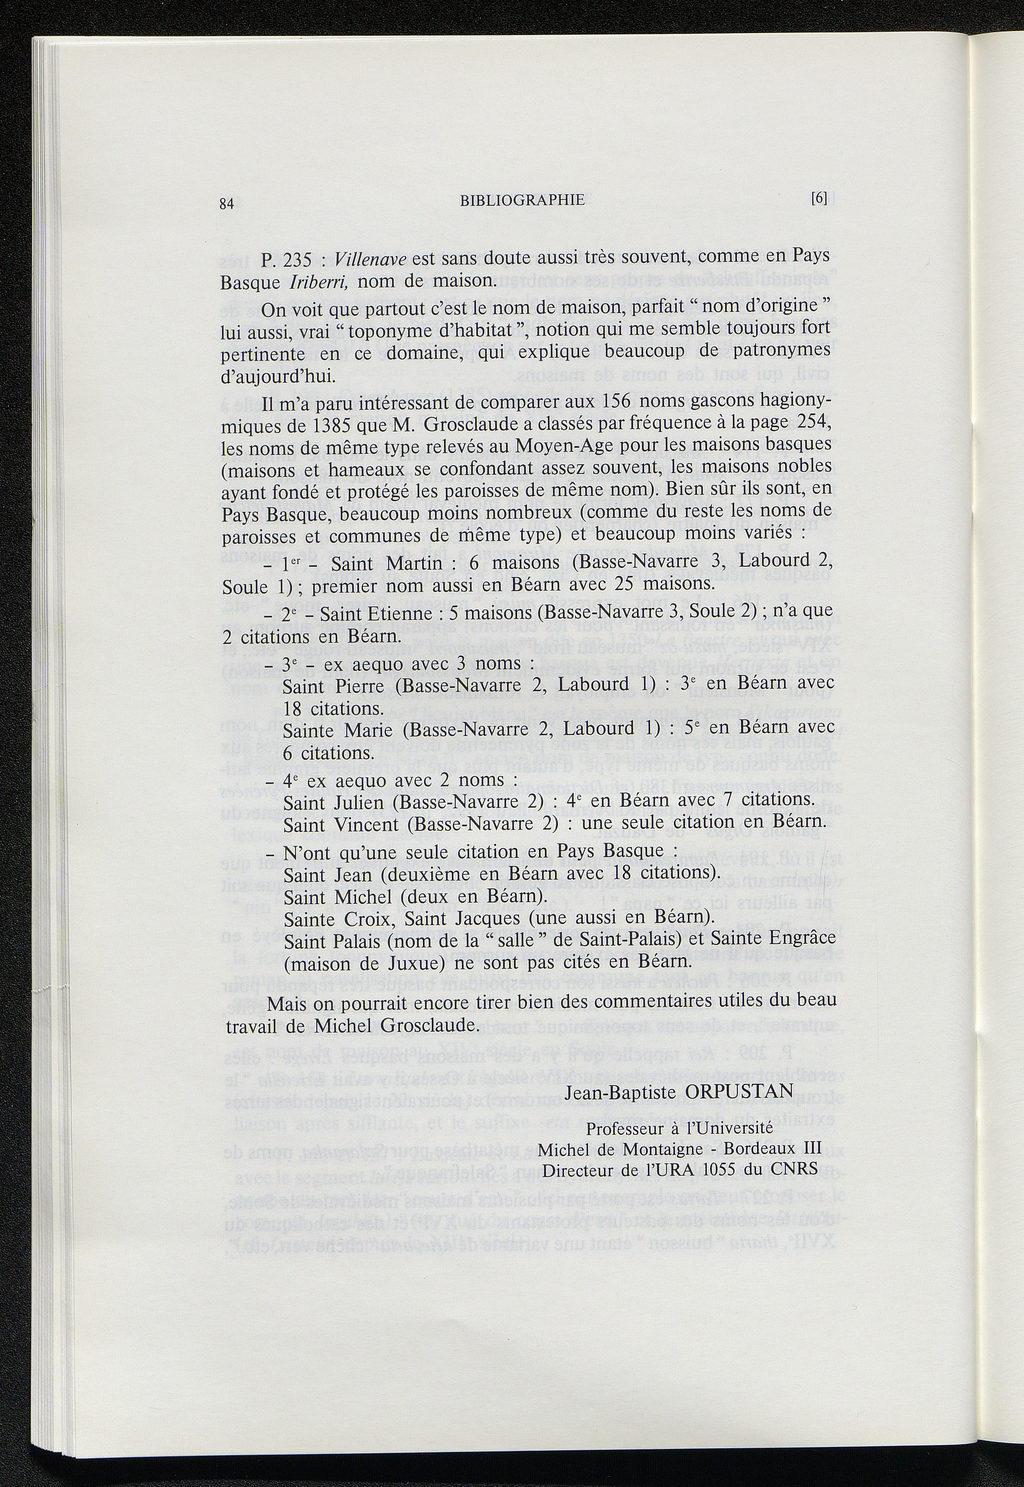 84 BIBLIOGRAPHIE [6]
P. 235 : Villenave est sans doute aussi très souvent, comme en Pays
Basque Iriberri, nom de maison.
On voit que partout c'est le nom de maison, parfait “ nom d'origine ”
lui aussi, vrai “ toponyme d'habitat ”, notion qui me semble toujours fort
pertinente en ce domaine, qui explique beaucoup de patronymes
d'aujourd'hui.
Il m'a paru intéressant de comparer aux 156 noms gascons hagiony-
miques de 1385 que M. Grosclaude a classés par fréquence à la page 254,
les noms de même type relevés au Moyen-Age pour les maisons basques
(maisons et hameaux se confondant assez souvent, les maisons nobles
ayant fondé et protégé les paroisses de même nom). Bien sûr ils sont, en
Pays Basque, beaucoup moins nombreux (comme du reste les noms de
paroisses et communes de même type) et beaucoup moins variés :
– 1er – Saint Martin : 6 maisons (Basse-Navarre 3, Labourd 2,
Soule 1) ; premier nom aussi en Béarn avec 25 maisons.
– 2e – Saint Etienne : 5 maisons (Basse-Navarre 3, Soule 2) ; n'a que
2 citations en Béarn.
– 3e – ex aequo avec 3 noms :
Saint Pierre (Basse-Navarre 2, Labourd 1) : 3e en Béarn avec
18 citations.
Sainte Marie (Basse-Navarre 2, Labourd 1) : 5e en Béarn avec
6 citations.
– 4e ex aequo avec 2 noms :
Saint Julien (Basse-Navarre 2) : 4e en Béarn avec 7 citations.
Saint Vincent (Basse-Navarre 2) : une seule citation en Béarn.
– N'ont qu'une seule citation en Pays Basque :
Saint Jean (deuxième en Béarn avec 18 citations).
Saint Michel (deux en Béarn).
Sainte Croix, Saint Jacques (une aussi en Béarn).
Saint Palais (nom de la “ salle ” de Saint-Palais) et Sainte Engrâce
(maison de Juxue) ne sont pas cités en Béarn.
Mais on pourrait encore tirer bien des commentaires utiles du beau
travail de Michel Grosclaude.
Jean-Baptiste ORPUSTAN
Professeur à l'Université
Michel de Montaigne - Bordeaux III
Directeur de l'URA 1055 du CNRS